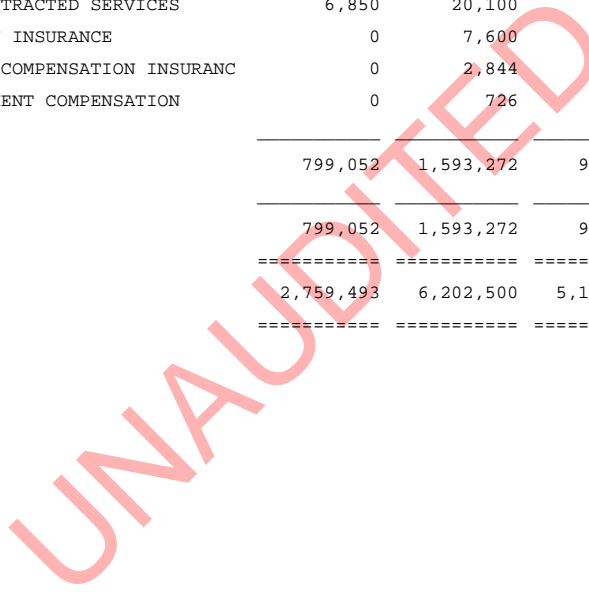 TRACTED SERVICES 6,850 20,100
INSURANCE 0 7,600
COMPENSATION INSURANC 0 2,844
ENT COMPENSATION 0 726
799,052 1,593,272 9
799,052 1,593,272 9
=========== =========== =====
2,759,493 6,202,500 5,1
=========== =========== =====
UNAUDITED